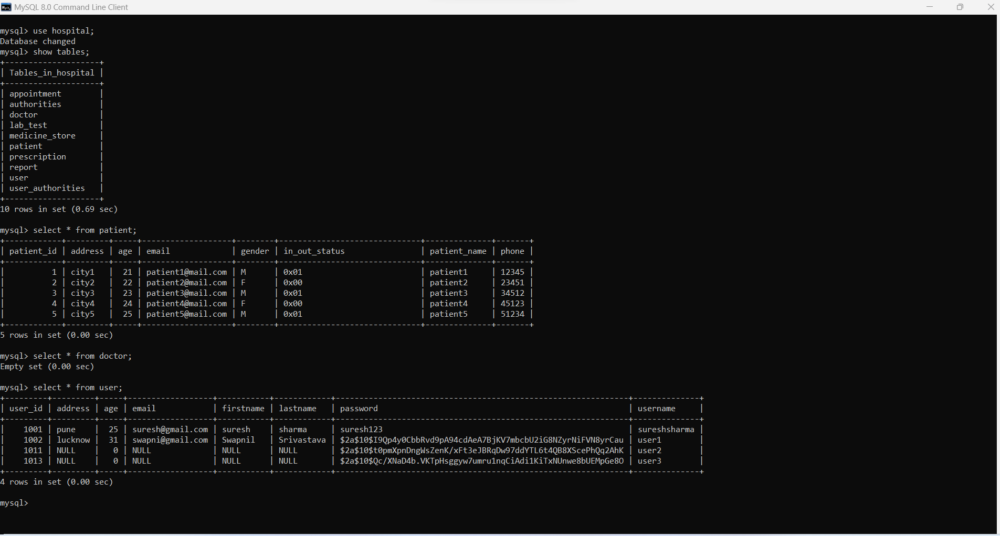 MySQL 8.0 Command Line Client
mysql> use hospital;
Database changed
mysql> show tables;
+--------------------+
| Tables_in_hospital |
+--------------------+
| appointment        |
| authorities        |
| doctor             |
| lab_test           |
| medicine_store     |
| patient            |
| prescription       |
| report             |
| user               |
| user_authorities   |
+--------------------+
10 rows in set (0.69 sec)
mysql> select * from patient;
+------------+---------+-----+-------------------+--------+------------------------------+--------------+-------+
| patient_id | address | age | email             | gender | in_out_status                | patient_name | phone |
+------------+---------+-----+-------------------+--------+------------------------------+--------------+-------+
|          1 | city1   |  21 | patient1@mail.com | M      | 0x01                         | patient1     | 12345 |
|          2 | city2   |  22 | patient2@mail.com | F      | 0x00                         | patient2     | 23451 |
|          3 | city3   |  23 | patient3@mail.com | M      | 0x01                         | patient3     | 34512 |
|          4 | city4   |  24 | patient4@mail.com | F      | 0x00                         | patient4     | 45123 |
|          5 | city5   |  25 | patient5@mail.com | M      | 0x01                         | patient5     | 51234 |
+------------+---------+-----+-------------------+--------+------------------------------+--------------+-------+
5 rows in set (0.00 sec)
mysql> select * from doctor;
Empty set (0.00 sec)
mysql> select * from user;
+---------+---------+-----+------------------+-----------+------------+--------------------------------------------------------------+--------------+
| user_id | address | age | email            | firstname | lastname   | password                                                     | username     |
+---------+---------+-----+------------------+-----------+------------+--------------------------------------------------------------+--------------+
|    1001 | pune    |  25 | suresh@gmail.com | suresh    | sharma     | suresh123                                                    | sureshsharma |
|    1002 | lucknow |  31 | swapni@gmail.com | Swapnil   | Srivastava | $2a$10$I9Qp4y0CbbRvd9pA94cdAeA7BjKV7mbcbU2iG8NZyrNiFVN8yrCau | user1        |
|    1011 | NULL    |   0 | NULL             | NULL      | NULL       | $2a$10$t0pmXpnDngWsZenK/xFt3eJBRqDw97ddYTL6t4QB8XScePhQq2AhK | user2        |
|    1013 | NULL    |   0 | NULL             | NULL      | NULL       | $2a$10$Qc/XNaD4b.VKTpHsggyw7umru1nqCiAdi1KiTxNUnwe8bUEMpGe8O | user3        |
+---------+---------+-----+------------------+-----------+------------+--------------------------------------------------------------+--------------+
4 rows in set (0.00 sec)
mysql>